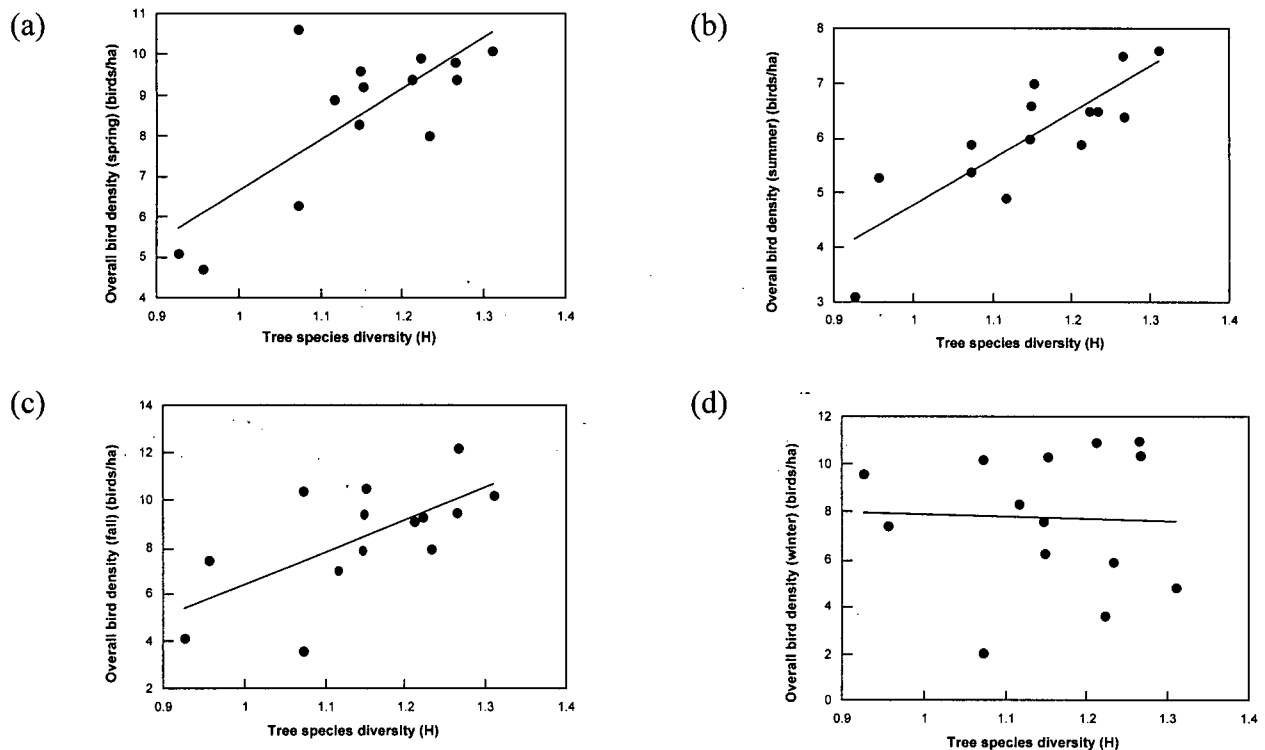 (a)
Overall bird density (spring) (birds/ha)
11
10
9
8
7
6
5
4
0.9 1 1.1 1.2 1.3 1.4
Tree species diversity (H)
(b)
Overall bird density (summer) (birds/ha)
8
7
6
5
4
3
0.9 1 1.1 1.2 1.3 1.4
Tree species diversity (H)
(c)
Overall bird density (fall) (birds/ha)
14
12
10
8
6
4
2
0.9 1 1.1 1.2 1.3 1.4
Tree species diversity (H)
(d)
Overall bird density (winter) (birds/ha)
12
10
8
6
4
2
0
0.9 1 1.1 1.2 1.3 1.4
Tree species diversity (H)